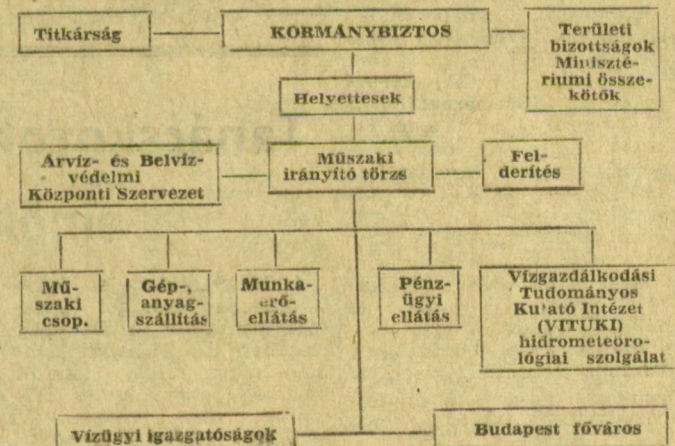 Titkárság
KORMÁNYBIZTOS
Területi
bizottságok
Miniszté-
riumi össze-
kötők
Helyettesek
Árvíz- és Belvíz-
védelmi
Központi Szervezet
Műszaki
irányító törzs
Fel-
derítés
Mű-
szaki
csop.
Gép-,
anyag-
szállítás
Munka-
erő-
ellátás
Pénz-
ügyi
ellátás
Vízgazdálkodási
Tudományos
Kutató Intézet
(VITUKI)
hidrometeoro-
lógiai szolgálat
Vízügyi igazgatóságok
Budapest főváros